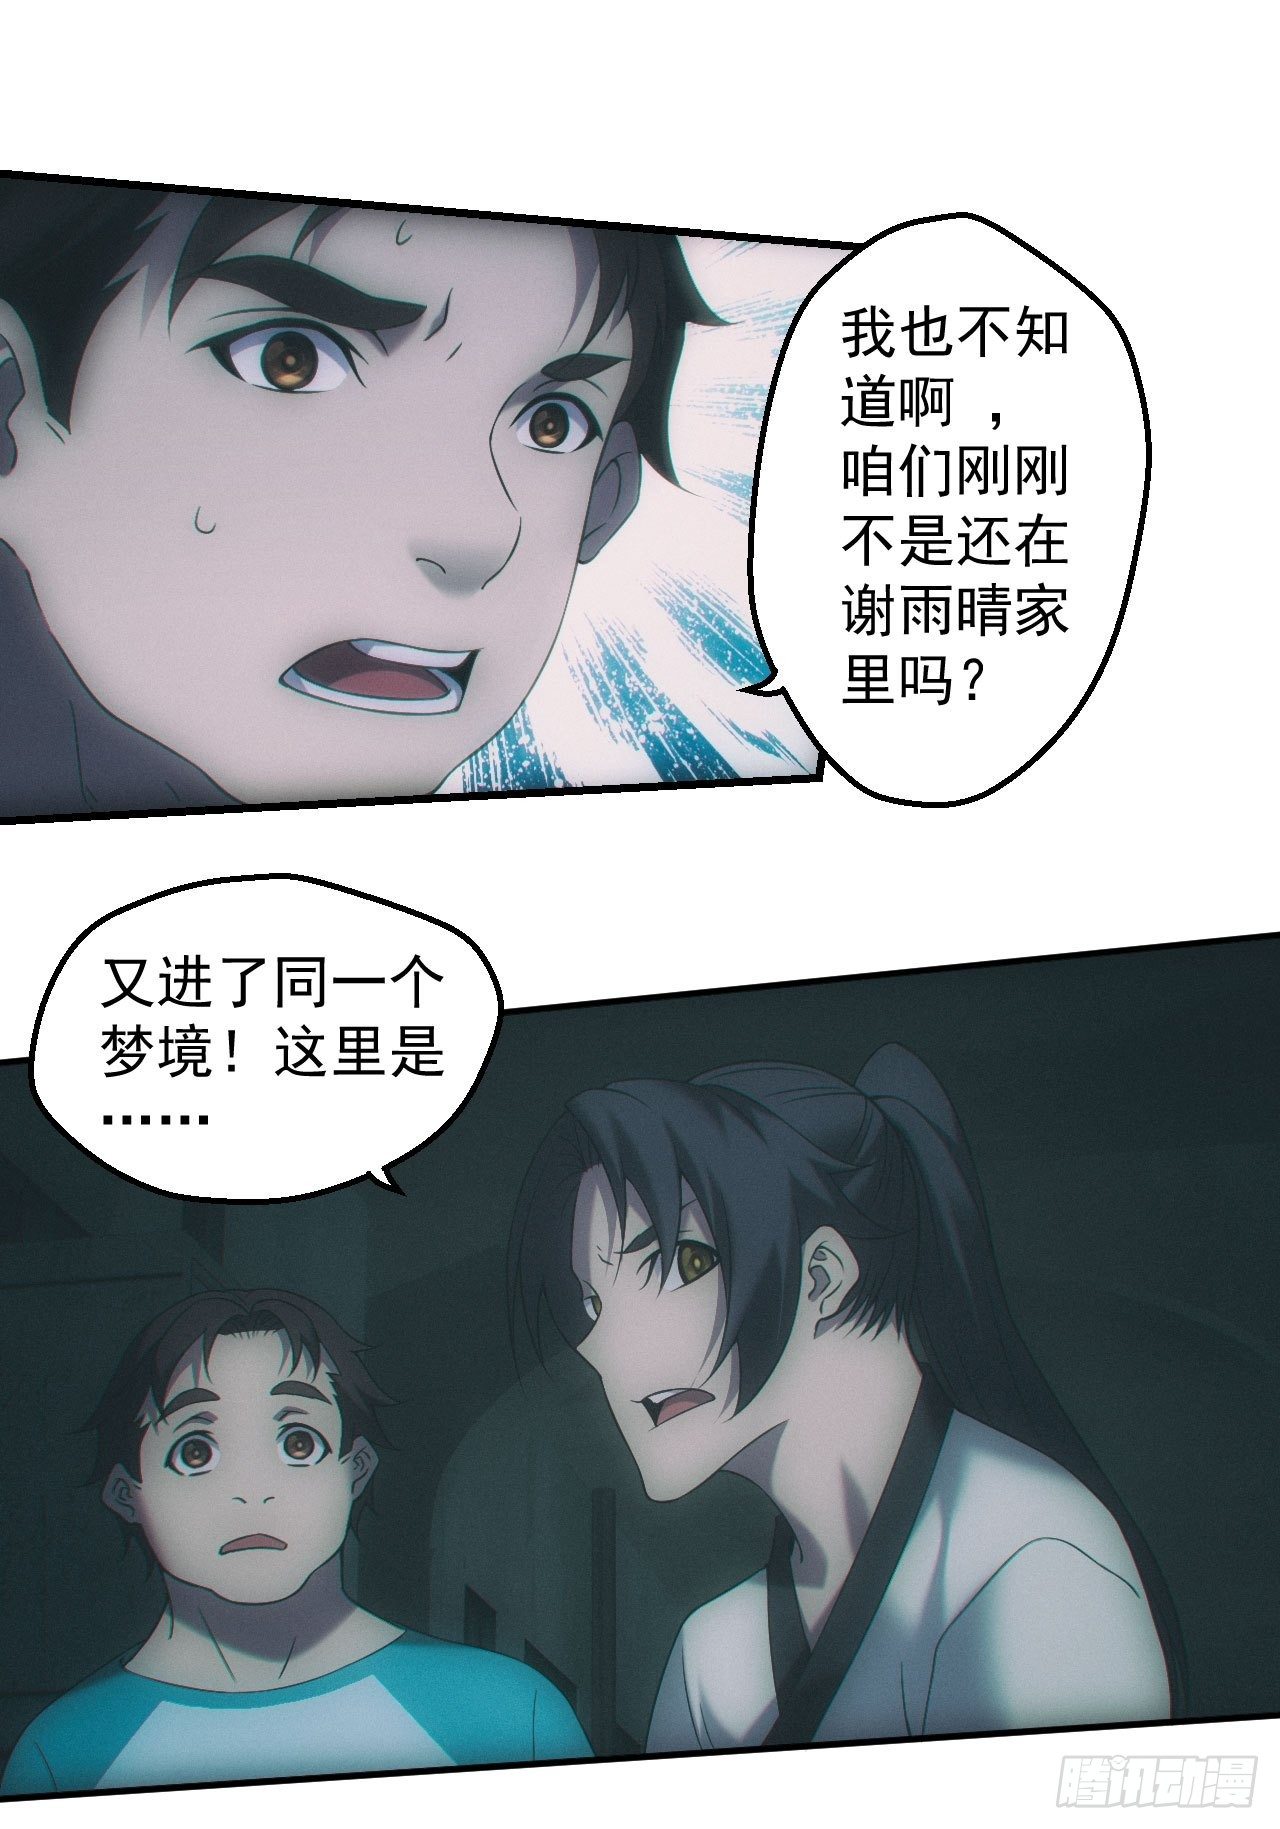 我也不知
道啊，
咱们刚刚
不是还在
谢雨晴家
里吗？
又进了同一个
梦境！这里是
……
腾讯动漫